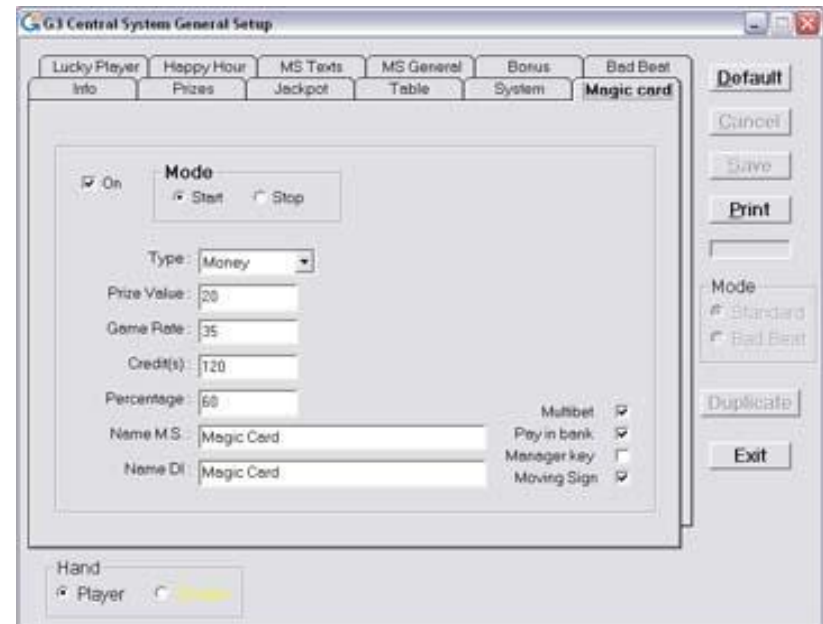 G3 Central System General Setup
Lucky Player Happy Hour MS Texts MS General Bonus Bad Beat
Info Prizes Jackpot Table System Magic card
Default
Cancel
Save
Print
On
Mode
Start Stop
Type : Money
Prize Value : 20
Game Rate : 35
Credit(s) : 120
Percentage : 60
Name M.S. : Magic Card
Name DI : Magic Card
Multibet
Pay in bank
Manager key
Moving Sign
Mode
Standard
Bad Beat
Duplicate
Exit
Hand
Player